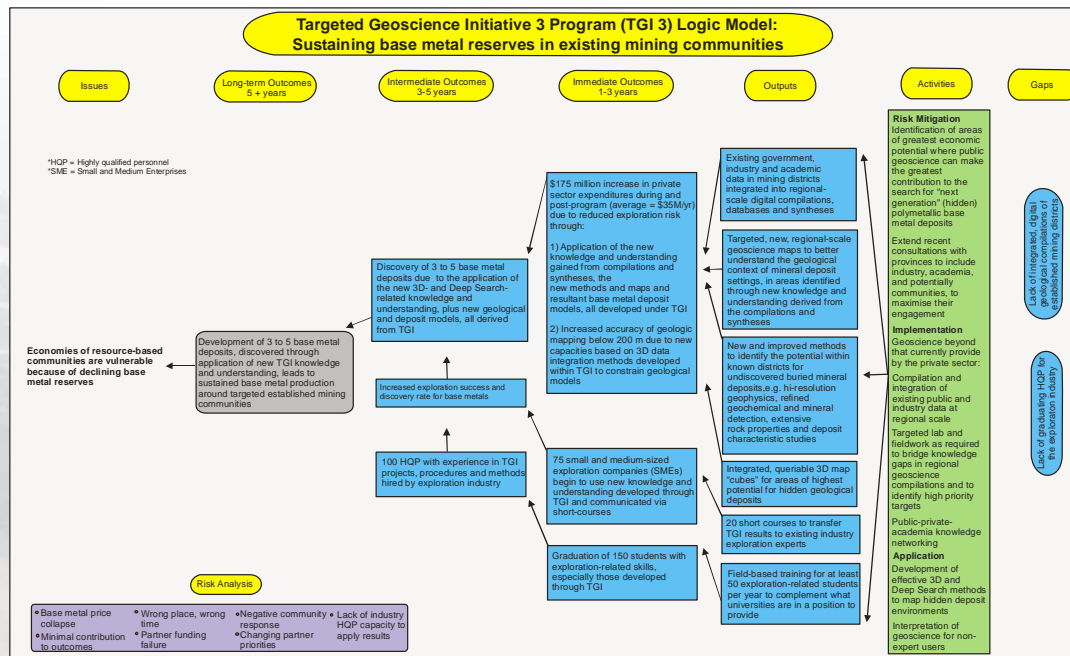 Targeted Geoscience Initiative 3 Program (TGI 3) Logic Model:
Sustaining base metal reserves in existing mining communities
Issues
Long-term Outcomes
5 + years
Intermediate Outcomes
3-5 years
Immediate Outcomes
1-3 years
Outputs
Activities
Gaps
*HQP = Highly qualified personnel
*SME = Small and Medium Enterprises
Economies of resource-based
communities are vulnerable
because of declining base
metal reserves
Development of 3 to 5 base metal
deposits, discovered through
application of new TGI knowledge
and understanding, leads to
sustained base metal production
around targeted established mining
communities
Discovery of 3 to 5 base metal
deposits due to the application of
the new 3D- and Deep Search-
related knowledge and
understanding, plus new geological
and deposit models, all derived
from TGI
Increased exploration success and
discovery rate for base metals
100 HQP with experience in TGI
projects, procedures and methods
hired by exploration industry
$175 million increase in private
sector expenditures during and
post-program (average = $35M/yr)
due to reduced exploration risk
through:
1) Application of the new
knowledge and understanding
gained from compilations and
syntheses, the
new methods and maps and
resultant base metal deposit
models, all developed under TGI
2) Increased accuracy of geologic
mapping below 200 m due to new
capacities based on 3D data
integration methods developed
within TGI to constrain geological
models
75 small and medium-sized
exploration companies (SMEs)
begin to use new knowledge and
understanding developed through
TGI and communicated via
short-courses
Graduation of 150 students with
exploration-related skills,
especially those developed
through TGI
Existing government,
industry and academic
data in mining districts
integrated into regional-
scale digital compilations,
databases and syntheses
Targeted, new, regional-scale
geoscience maps to better
understand the geological
context of mineral deposit
settings, in areas identified
through new knowledge and
understanding derived from
the compilations and
syntheses
New and improved methods
to identify the potential within
known districts for
undiscovered buried mineral
deposits,e.g. hi-resolution
geophysics, refined
geochemical and mineral
detection, extensive
rock properties and deposit
characteristic studies
Integrated, queriable 3D map
“cubes” for areas of highest
potential for hidden geological
deposits
20 short courses to transfer
TGI results to existing industry
exploration experts
Field-based training for at least
50 exploration-related students
per year to complement what
universities are in a position to
provide
Risk Mitigation
Identification of areas
of greatest economic
potential where public
geoscience can make
the greatest
contribution to the
search for “next
generation” (hidden)
polymetallic base
metal deposits
Extend recent
consultations with
provinces to include
industry, academia,
and potentially
communities, to
maximise their
engagement
Implementation
Geoscience beyond
that currently provide
by the private sector:
Compilation and
integration of
existing public and
industry data at
regional scale
Targeted lab and
fieldwork as required
to bridge knowledge
gaps in regional
geoscience
compilations and to
identify high priority
targets
Public-private-
academia knowledge
networking
Application
Development of
effective 3D and
Deep Search methods
to map hidden deposit
environments
Interpretation of
geoscience for non-
expert users
Lack of integrated, digital
geological compilations of
established mining districts
Lack of graduating HQP for
the exploration industry
Risk Analysis
Base metal price
collapse
Minimal contribution to
outcomes
Wrong place, wrong
time
Partner funding
failure
Negative community
response
Changing partner
priorities
Lack of industry
HQP capacity to
apply results